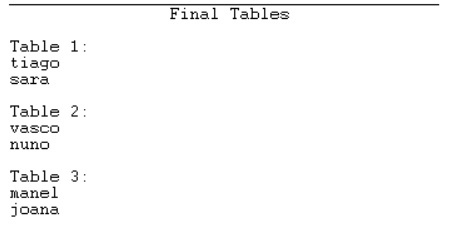 Final Tables
Table 1:
tiago
sara
Table 2:
vasco
nuno
Table 3:
manel
joana